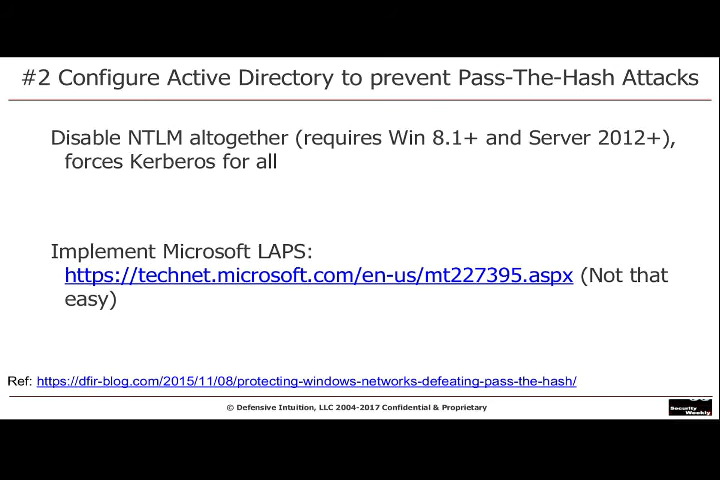 #2 Configure Active Directory to prevent Pass-The-Hash Attacks
Disable NTLM altogether (requires Win 8.1+ and Server 2012+),
forces Kerberos for all
Implement Microsoft LAPS:
https://technet.microsoft.com/en-us/mt227395.aspx (Not that
easy)
Ref: https://dfir-blog.com/2015/11/08/protecting-windows-networks-defeating-pass-the-hash/
© Defensive Intuition, LLC 2004-2017 Confidential & Proprietary
Security
Weekly